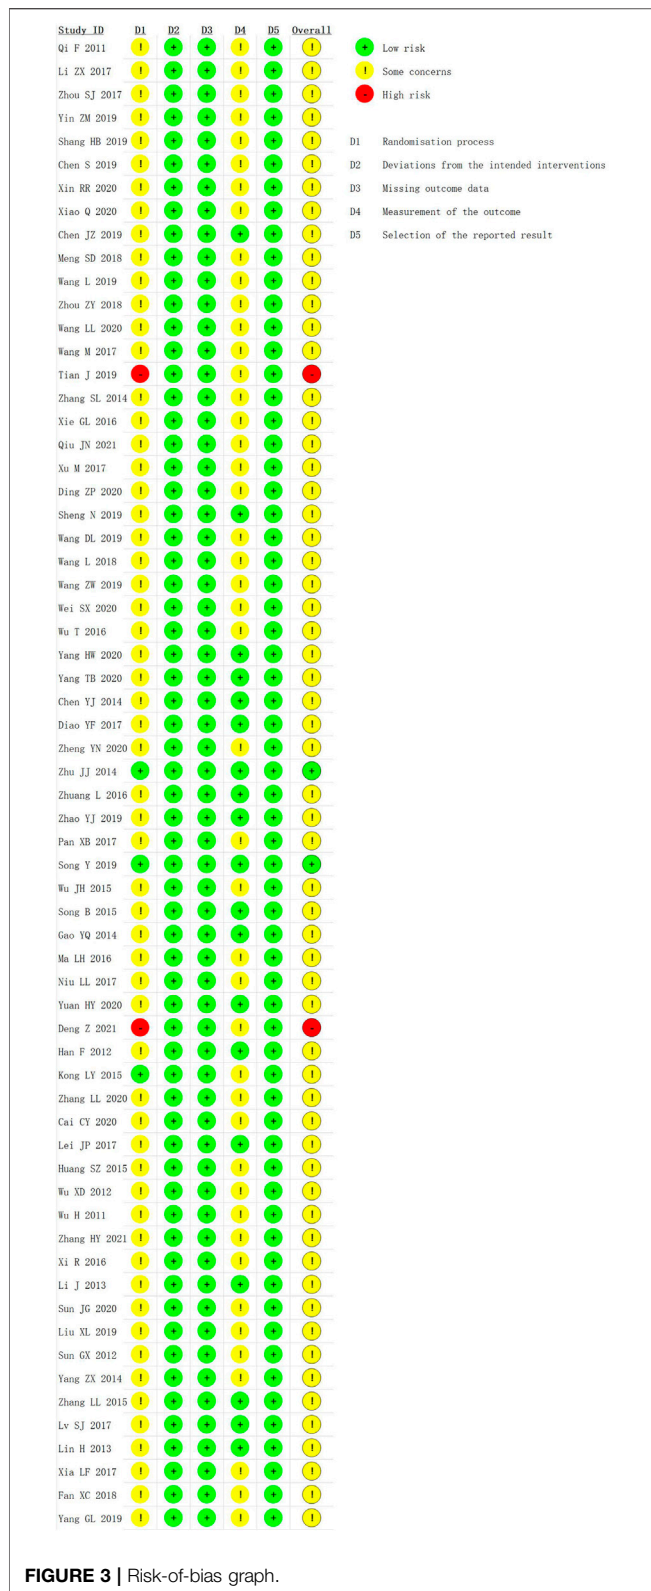 Study ID D1 D2 D3 D4 D5 Overall
Qi F 2011 ! + + ! + !
Li ZX 2017 ! + + ! + !
Zhou SJ 2017 ! + + ! + !
Yin ZM 2019 ! + + ! + !
Shang HB 2019 ! + + ! + !
Chen S 2019 ! + + ! + !
Xin RR 2020 ! + + ! + !
Xiao Q 2020 ! + + ! + !
Chen JZ 2019 ! + + + + !
Meng SD 2018 ! + + ! + !
Wang L 2019 ! + + ! + !
Zhou ZY 2018 ! + + ! + !
Wang LL 2020 ! + + ! + !
Wang M 2017 ! + + ! + !
Tian J 2019 - + + ! + -
Zhang SL 2014 ! + + ! + !
Xie GL 2016 ! + + ! + !
Qiu JN 2021 ! + + ! + !
Xu M 2017 ! + + ! + !
Ding ZP 2020 ! + + ! + !
Sheng N 2019 ! + + + + !
Wang DL 2019 ! + + ! + !
Wang L 2018 ! + + ! + !
Wang ZW 2019 ! + + ! + !
Wei SX 2020 ! + + ! + !
Wu T 2016 ! + + ! + !
Yang HW 2020 ! + + + + !
Yang TB 2020 ! + + + + !
Chen YJ 2014 ! + + + + !
Diao YF 2017 ! + + + + !
Zheng YN 2020 ! + + ! + !
Zhu JJ 2014 + + + + + +
Zhuang L 2016 ! + + + + !
Zhao YJ 2019 ! + + + + !
Pan XB 2017 ! + + ! + !
Song Y 2019 + + + + + +
Wu JH 2015 ! + + ! + !
Song B 2015 ! + + + + !
Gao YQ 2014 ! + + + + !
Ma LH 2016 ! + + ! + !
Niu LL 2017 ! + + ! + !
Yuan HY 2020 ! + + + + !
Deng Z 2021 - + + ! + -
Han F 2012 ! + + + + !
Kong LY 2015 + + + ! + !
Zhang LL 2020 ! + + ! + !
Cai CY 2020 ! + + ! + !
Lei JP 2017 ! + + + + !
Huang SZ 2015 ! + + ! + !
Wu XD 2012 ! + + ! + !
Wu H 2011 ! + + ! + !
Zhang HY 2021 ! + + ! + !
Xi R 2016 ! + + ! + !
Li J 2013 ! + + + + !
Sun JG 2020 ! + + ! + !
Liu XL 2019 ! + + ! + !
Sun GX 2012 ! + + ! + !
Yang ZX 2014 ! + + ! + !
Zhang LL 2015 ! + + + + !
Lv SJ 2017 ! + + + + !
Lin H 2013 ! + + + + !
Xia LF 2017 ! + + ! + !
Fan XC 2018 ! + + ! + !
Yang GL 2019 ! + + ! + !
+ Low risk
! Some concerns
- High risk
D1 Randomisation process
D2 Deviations from the intended interventions
D3 Missing outcome data
D4 Measurement of the outcome
D5 Selection of the reported result
FIGURE 3 | Risk-of-bias graph.